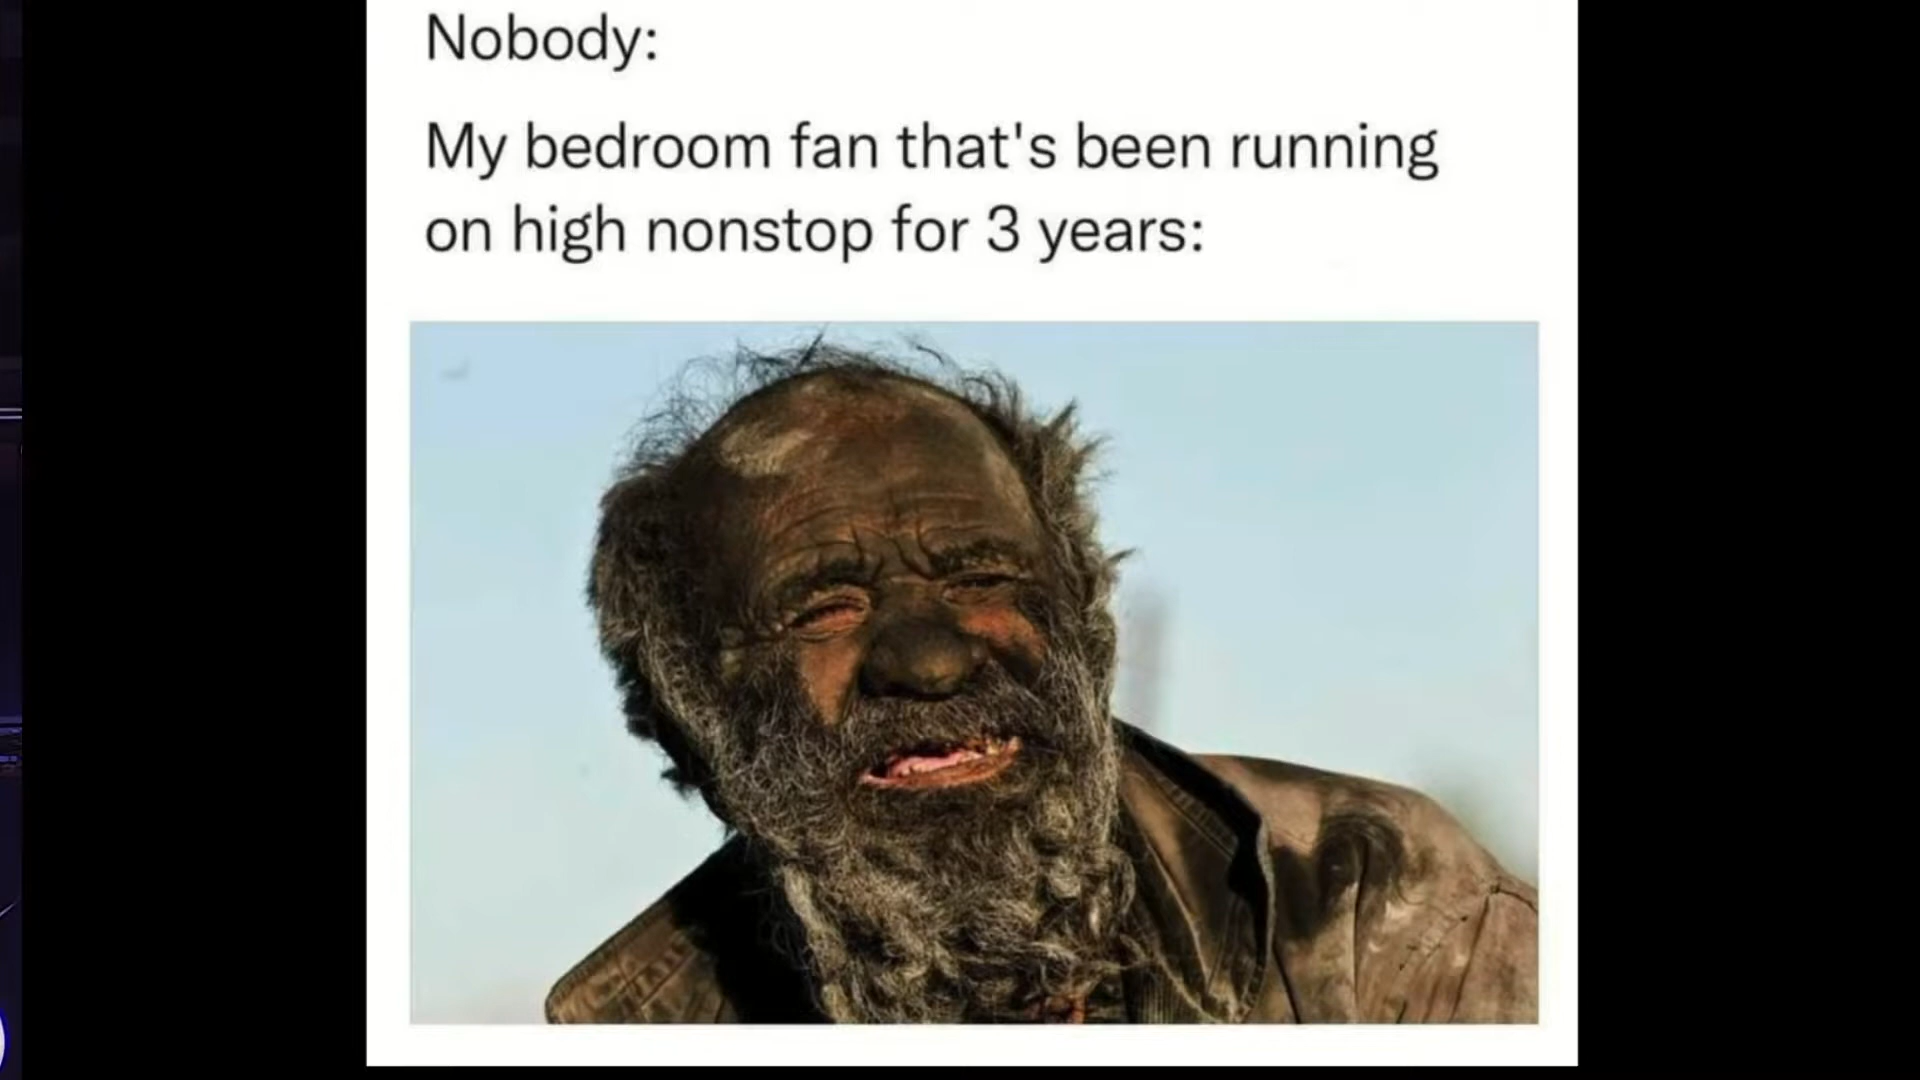 Nobody:
My bedroom fan that's been running
on high nonstop for 3 years: